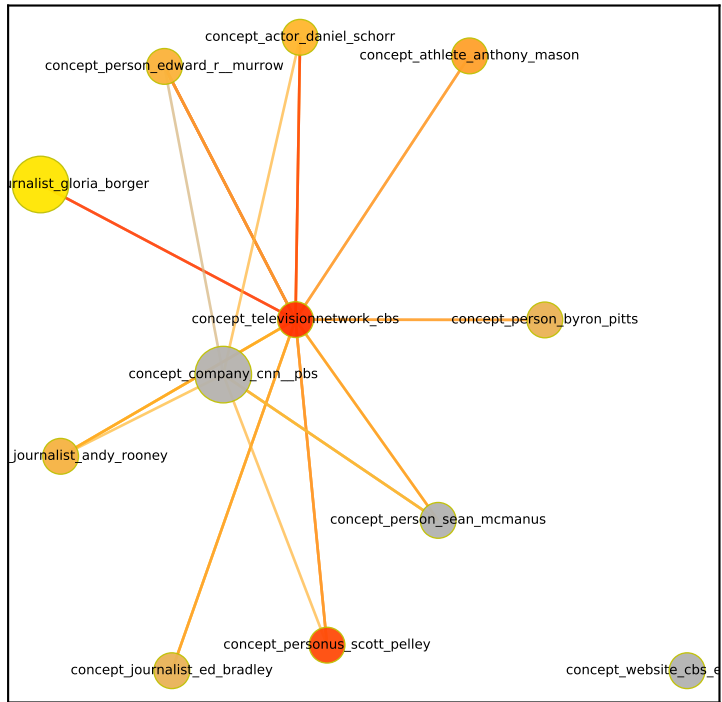 concept_actor_daniel_schorr
concept_athlete_anthony_mason
concept_person_edward_r__murrow
urnalist_gloria_borger
concept_televisionnetwork_cbs
concept_person_byron_pitts
concept_company_cnn__pbs
_journalist_andy_rooney
concept_person_sean_mcmanus
concept_personus_scott_pelley
concept_journalist_ed_bradley
concept_website_cbs_e